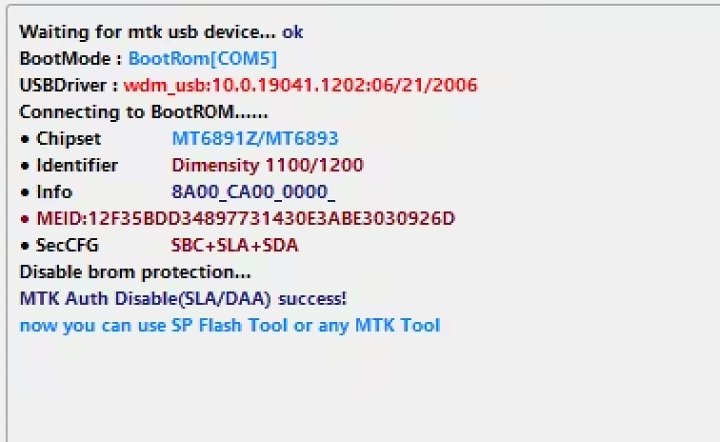 Waiting for mtk usb device... ok
BootMode : BootRom[COM5]
USBDriver : wdm_usb:10.0.19041.1202:06/21/2006
Connecting to BootROM......
• Chipset MT6891Z/MT6893
• Identifier Dimensity 1100/1200
• Info 8A00_CA00_0000_
• MEID:12F35BDD34897731430E3ABE3030926D
• SecCFG SBC+SLA+SDA
Disable brom protection...
MTK Auth Disable(SLA/DAA) success!
now you can use SP Flash Tool or any MTK Tool